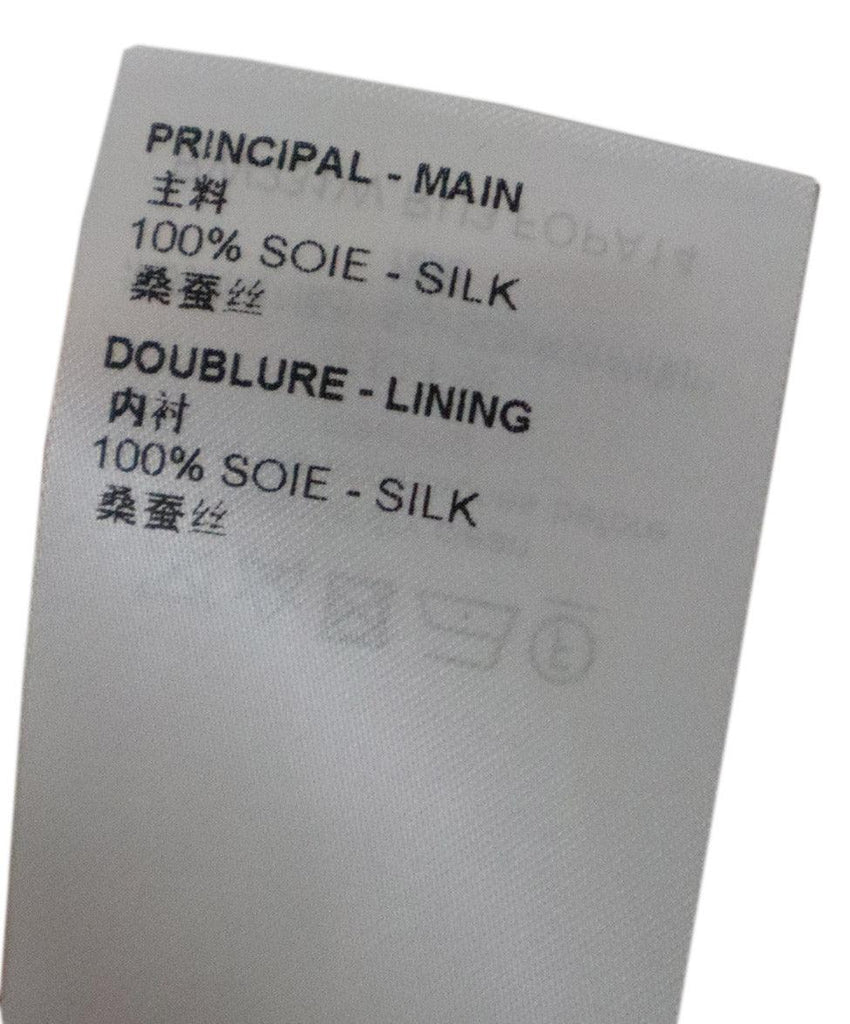 PRINCIPAL - MAIN
主料
100% SOIE - SILK
桑蚕丝
DOUBLURE - LINING
内衬
100% SOIE - SILK
桑蚕丝